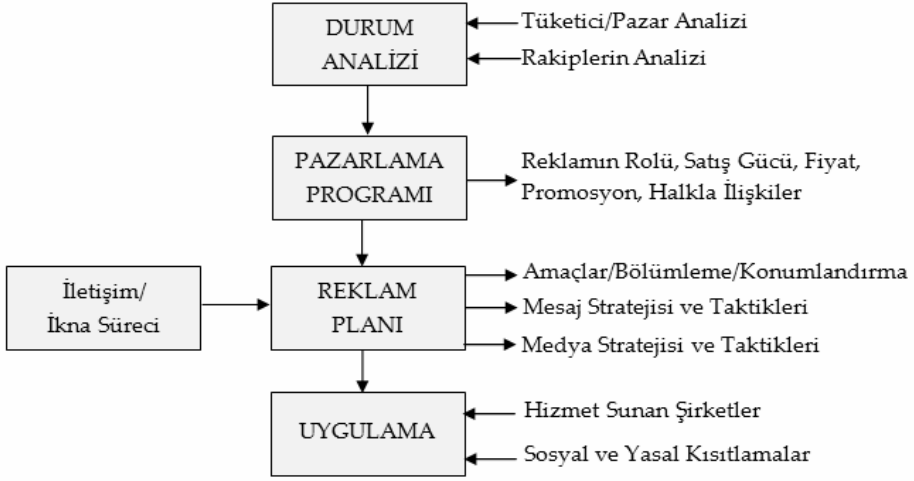 DURUM
ANALİZİ
Tüketici/Pazar Analizi
Rakiplerin Analizi
PAZARLAMA
PROGRAMI
Reklamın Rolü, Satış Gücü, Fiyat,
Promosyon, Halkla İlişkiler
İletişim/
İkna Süreci
REKLAM
PLANI
Amaçlar/Bölümleme/Konumlandırma
Mesaj Stratejisi ve Taktikleri
Medya Stratejisi ve Taktikleri
UYGULAMA
Hizmet Sunan Şirketler
Sosyal ve Yasal Kısıtlamalar